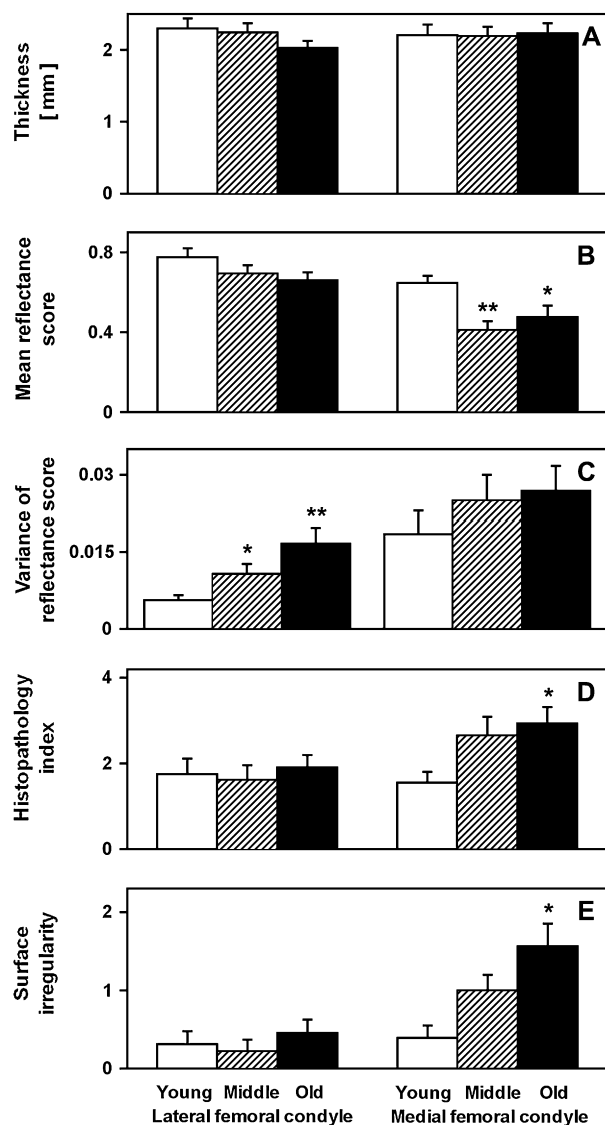 A
Thickness
[mm]
2
1
0
B
Mean reflectance
score
0.8
0.4
0
**
*
C
Variance of
reflectance score
0.03
0.015
0
*
**
D
Histopathology
index
4
2
0
*
E
Surface
irregularity
2
1
0
*
Young Middle Old Young Middle Old
Lateral femoral condyle Medial femoral condyle